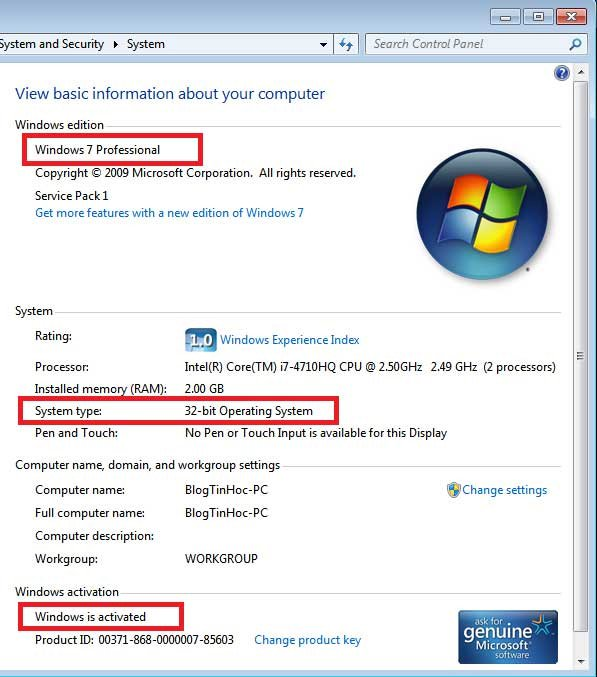 System and Security ▸ System
Search Control Panel
View basic information about your computer
Windows edition
Windows 7 Professional
Copyright © 2009 Microsoft Corporation. All rights reserved.
Service Pack 1
Get more features with a new edition of Windows 7
System
Rating: 1.0 Windows Experience Index
Processor: Intel(R) Core(TM) i7-4710HQ CPU @ 2.50GHz 2.49 GHz (2 processors)
Installed memory (RAM): 2.00 GB
System type: 32-bit Operating System
Pen and Touch: No Pen or Touch Input is available for this Display
Computer name, domain, and workgroup settings
Computer name: BlogTinHoc-PC Change settings
Full computer name: BlogTinHoc-PC
Computer description:
Workgroup: WORKGROUP
Windows activation
Windows is activated
Product ID: 00371-868-0000007-85603 Change product key
ask for
genuine
Microsoft
software